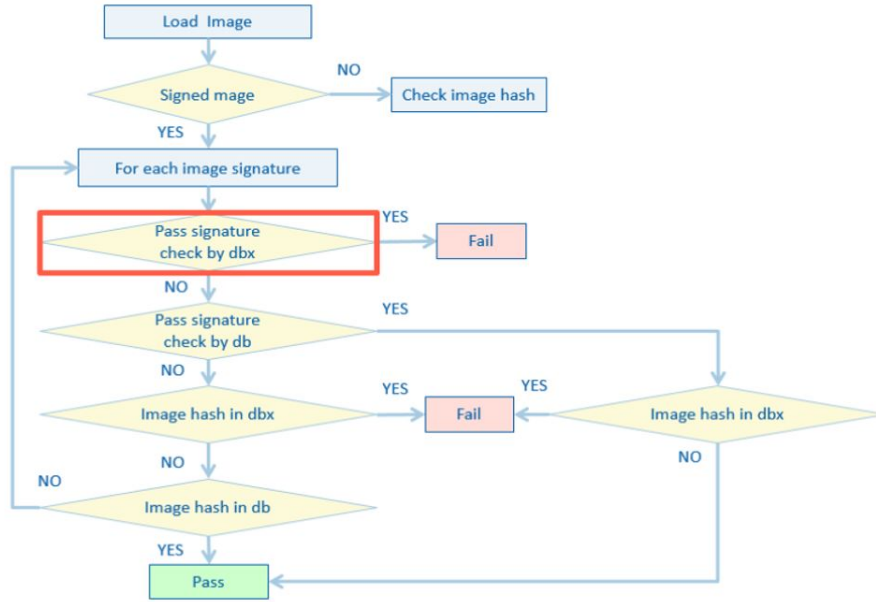 Load Image
NO
Signed mage
Check image hash
YES
For each image signature
YES
Pass signature
check by dbx
Fail
NO
YES
Pass signature
check by db
NO
YES
YES
Image hash in dbx
Fail
Image hash in dbx
NO
NO
NO
Image hash in db
YES
Pass